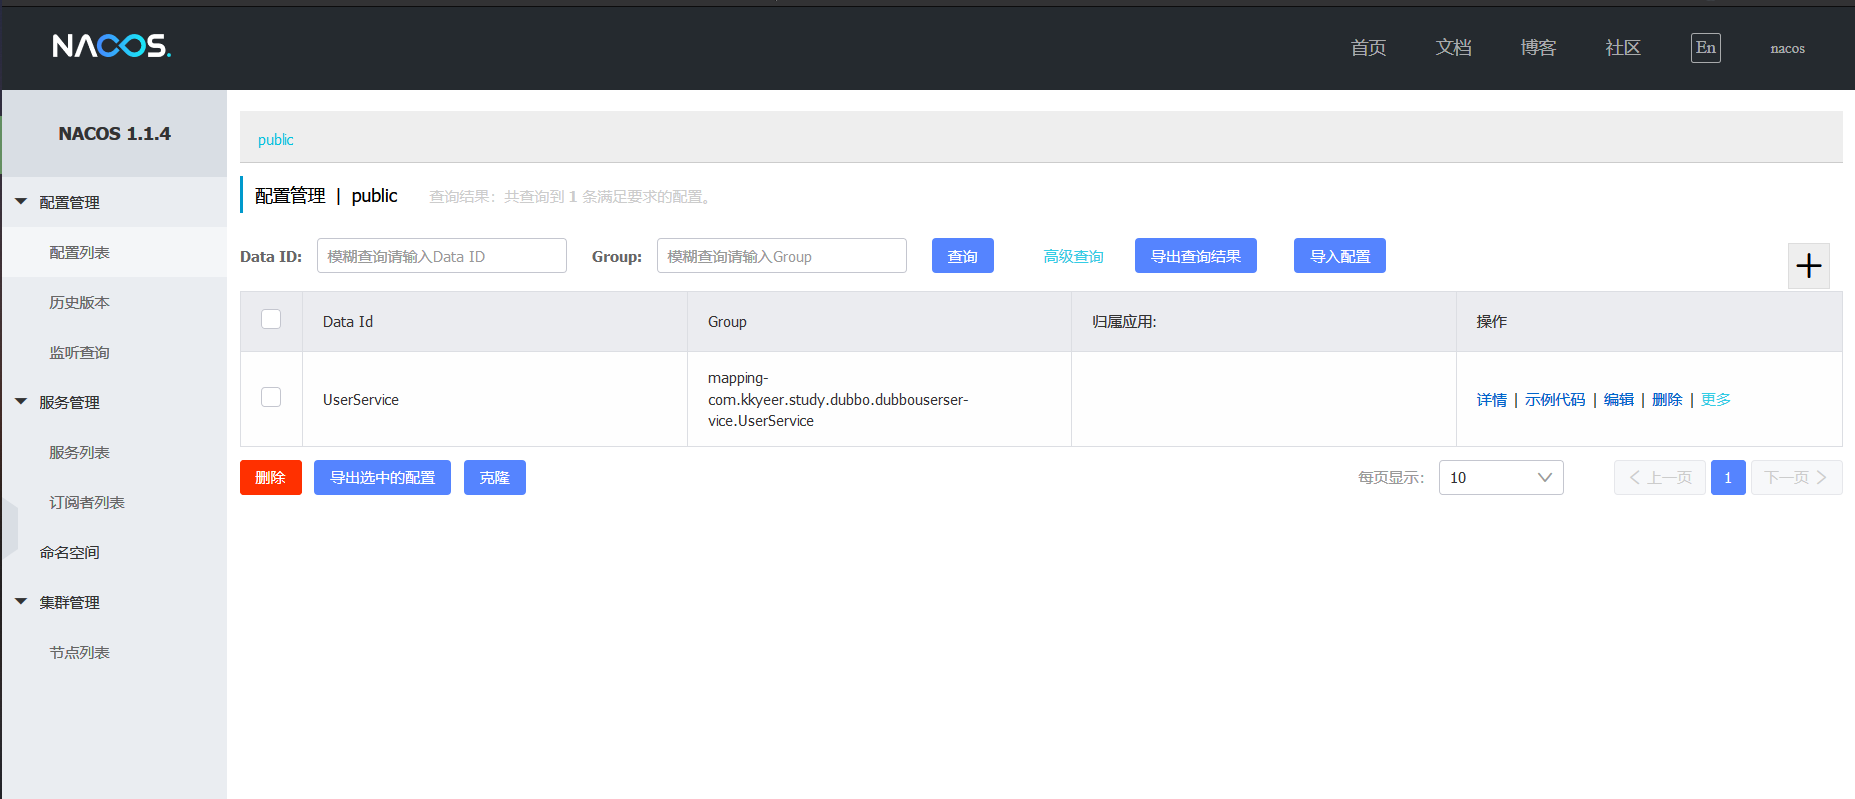 NACOS.
首页
文档
博客
社区
En
nacos
NACOS 1.1.4
配置管理
配置列表
历史版本
监听查询
服务管理
服务列表
订阅者列表
命名空间
集群管理
节点列表
public
配置管理 | public 查询结果：共查询到 1 条满足要求的配置。
Data ID: 模糊查询请输入Data ID Group: 模糊查询请输入Group 查询 高级查询 导出查询结果 导入配置
Data Id Group 归属应用: 操作
UserService
mapping-
com.kkyeer.study.dubbo.dubbouserser-
vice.UserService
详情 | 示例代码 | 编辑 | 删除 | 更多
删除 导出选中的配置 克隆 每页显示： 10 上一页 1 下一页